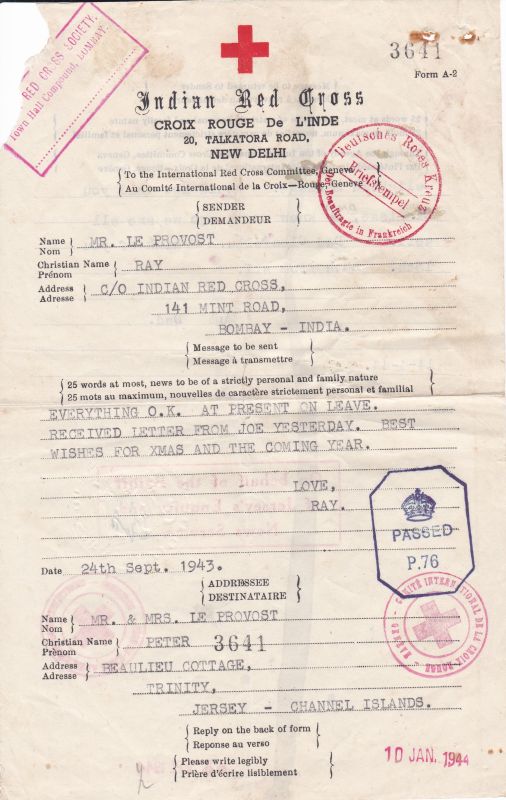 RED CROSS SOCIETY.
Town Hall Compound, BOMBAY.
3641
Form A-2
Indian Red Cross
CROIX ROUGE De L'INDE
20, TALKATORA ROAD,
NEW DELHI
To the International Red Cross Committee, Geneva
Au Comité International de la Croix—Rouge, Genève
Deutsches Rotes Kreuz
Briefstempel
Beauftragte in Frankreich
SENDER
DEMANDEUR
Name MR. LE PROVOST
Nom
Christian Name RAY
Prénom
Address C/O INDIAN RED CROSS,
Adresse
141 MINT ROAD,
BOMBAY - INDIA.
Message to be sent
Message à transmettre
25 words at most, news to be of a strictly personal and family nature
25 mots au maximum, nouvelles de caractère strictement personal et familial
EVERYTHING O.K. AT PRESENT ON LEAVE.
RECEIVED LETTER FROM JOE YESTERDAY. BEST
WISHES FOR XMAS AND THE COMING YEAR.
LOVE,
RAY.
PASSED
P.76
Date 24th Sept. 1943.
ADDRESSEE
DESTINATAIRE
COMITÉ INTERNATIONAL DE LA CROIX-ROUGE - GENÈVE -
Name MR. & MRS. LE PROVOST
Nom
Christian Name PETER 3641
Prènom
Address BEAULIEU COTTAGE,
Adresse
TRINITY,
JERSEY - CHANNEL ISLANDS.
Reply on the back of form
Reponse au verso
10 JAN. 1944
Please write legibly
Prière d'écrire lisiblement